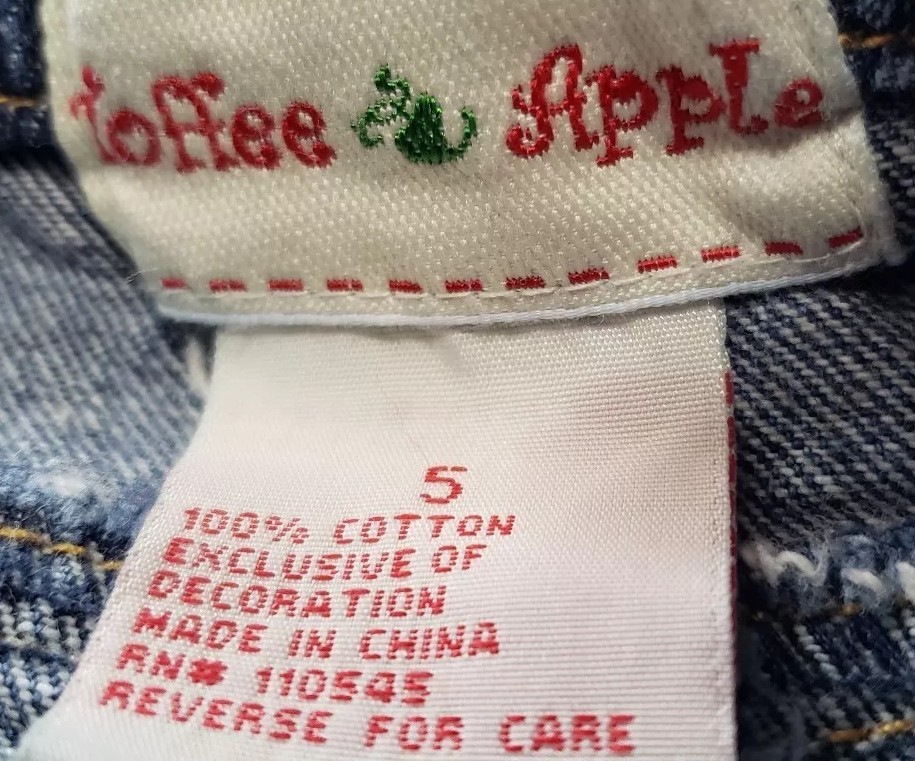 toffee & Apple
5
100% COTTON
EXCLUSIVE OF
DECORATION
MADE IN CHINA
RN# 110545
REVERSE FOR CARE